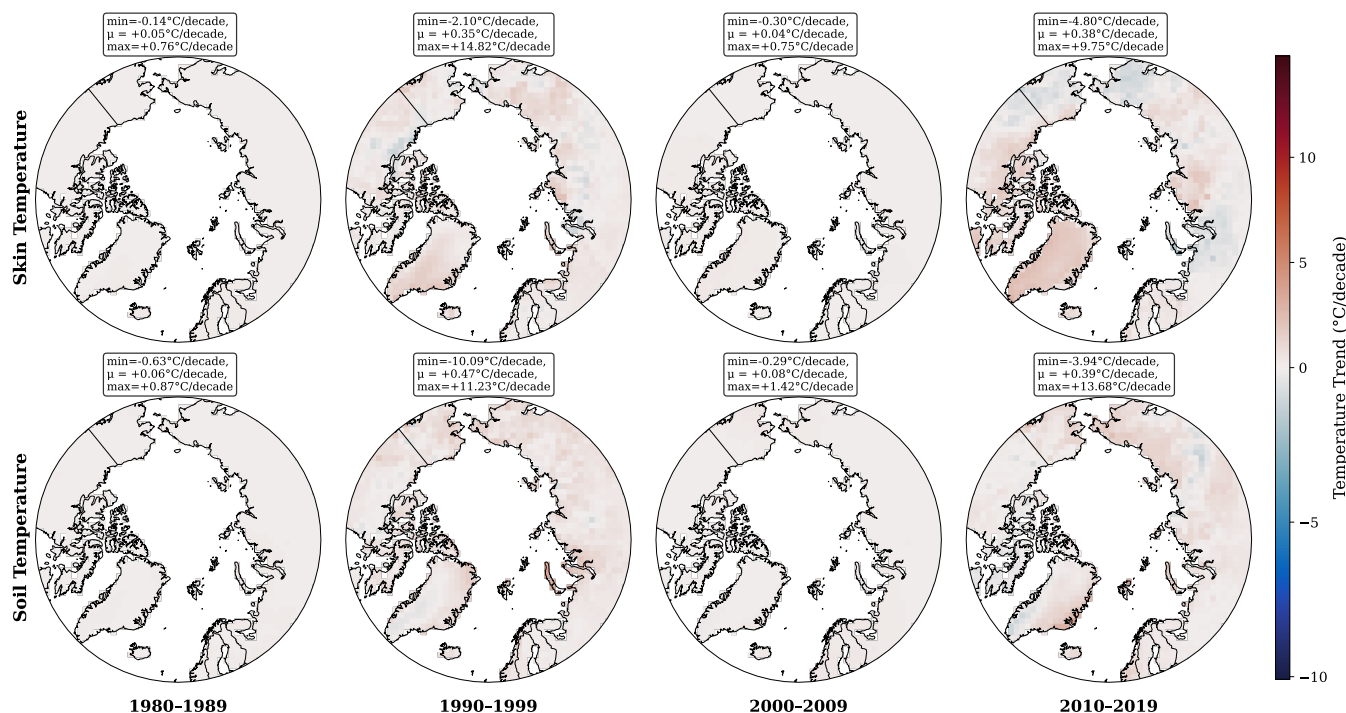 min=-0.14°C/decade,
μ = +0.05°C/decade
max=+0.76°C/decade
min=-2.10°C/decade,
μ = +0.35°C/decade
max=+14.82°C/decade
min=-0.30°C/decade,
μ = +0.04°C/decade
max=+0.75°C/decade
min=-4.80°C/decade,
μ = +0.38°C/decade
max=+9.75°C/decade
Skin Temperature
min=-0.63°C/decade,
μ = +0.06°C/decade
max=+0.87°C/decade
min=-10.09°C/decade,
μ = +0.47°C/decade
max=+11.23°C/decade
min=-0.29°C/decade,
μ = +0.08°C/decade
max=+1.42°C/decade
min=-3.94°C/decade,
μ = +0.39°C/decade
max=+13.68°C/decade
Soil Temperature
1980–1989
1990–1999
2000–2009
2010–2019
10
5
0
−5
−10
Temperature Trend (°C/decade)